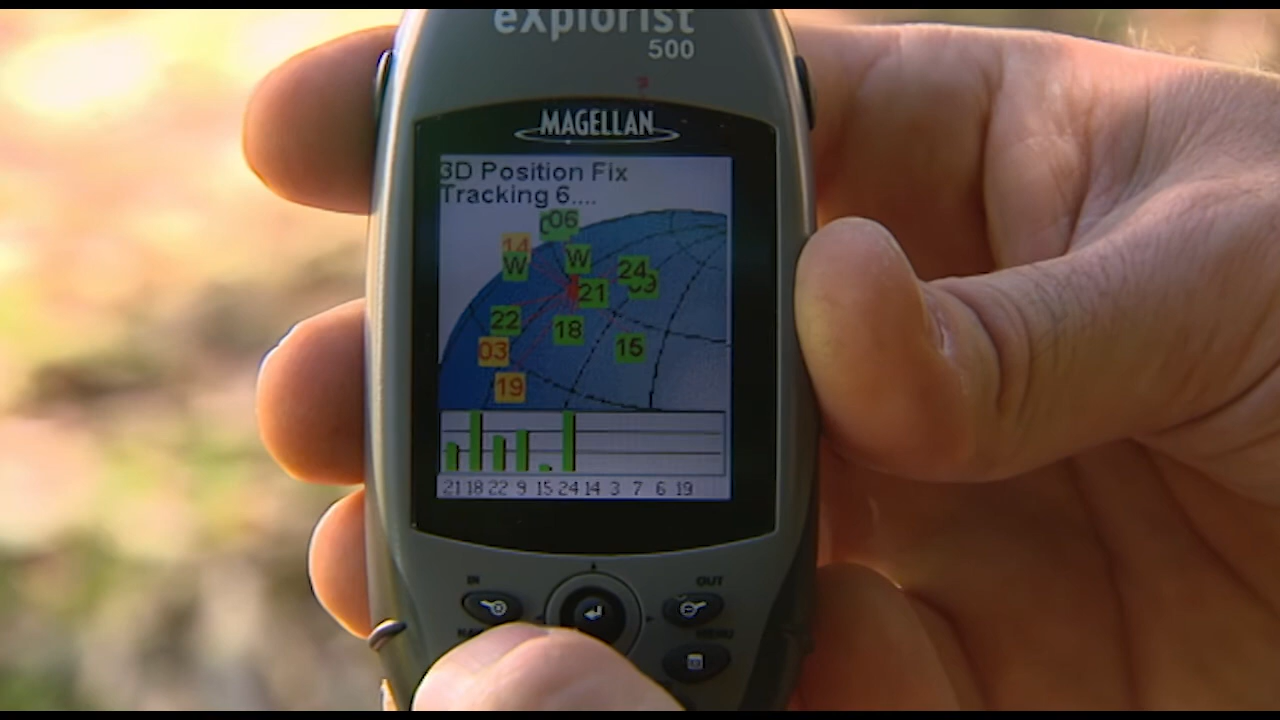 eXplorist
500
MAGELLAN
3D Position Fix
Tracking 6....
06
14
W
W
24
09
21
22
18
03
15
19
21 18 22 9 15 24 14 3 7 6 19
IN
OUT
MENU